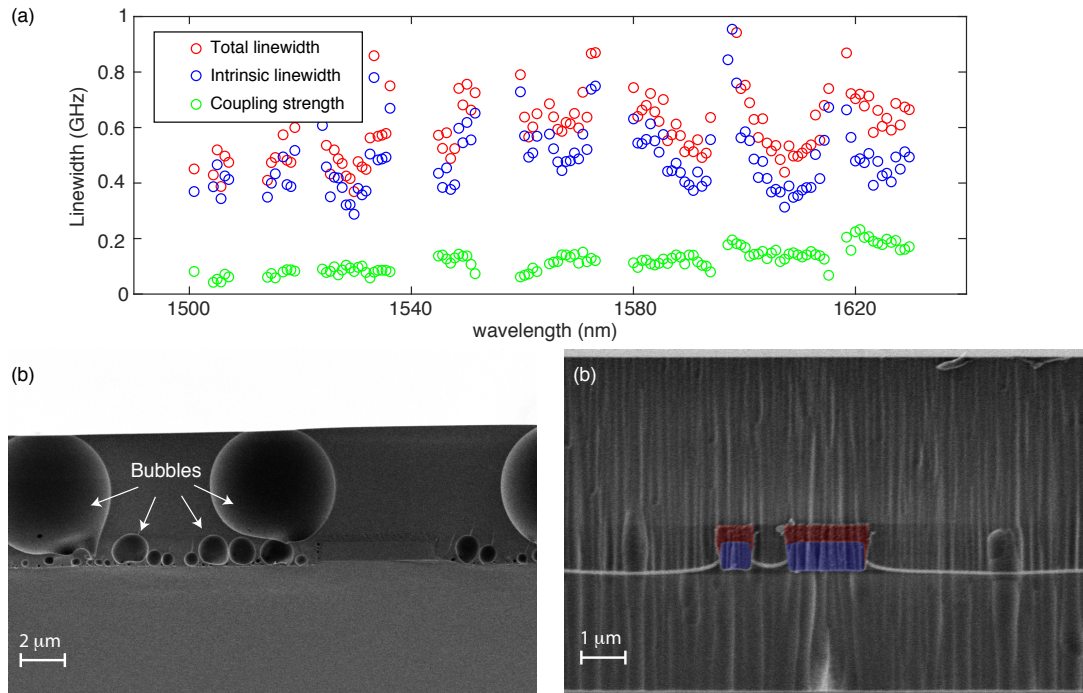 (a)
1
0.8
0.6
0.4
0.2
0
Linewidth (GHz)
Total linewidth
Intrinsic linewidth
Coupling strength
1500
1540
1580
1620
wavelength (nm)
(b)
Bubbles
2 μm
(b)
1 μm